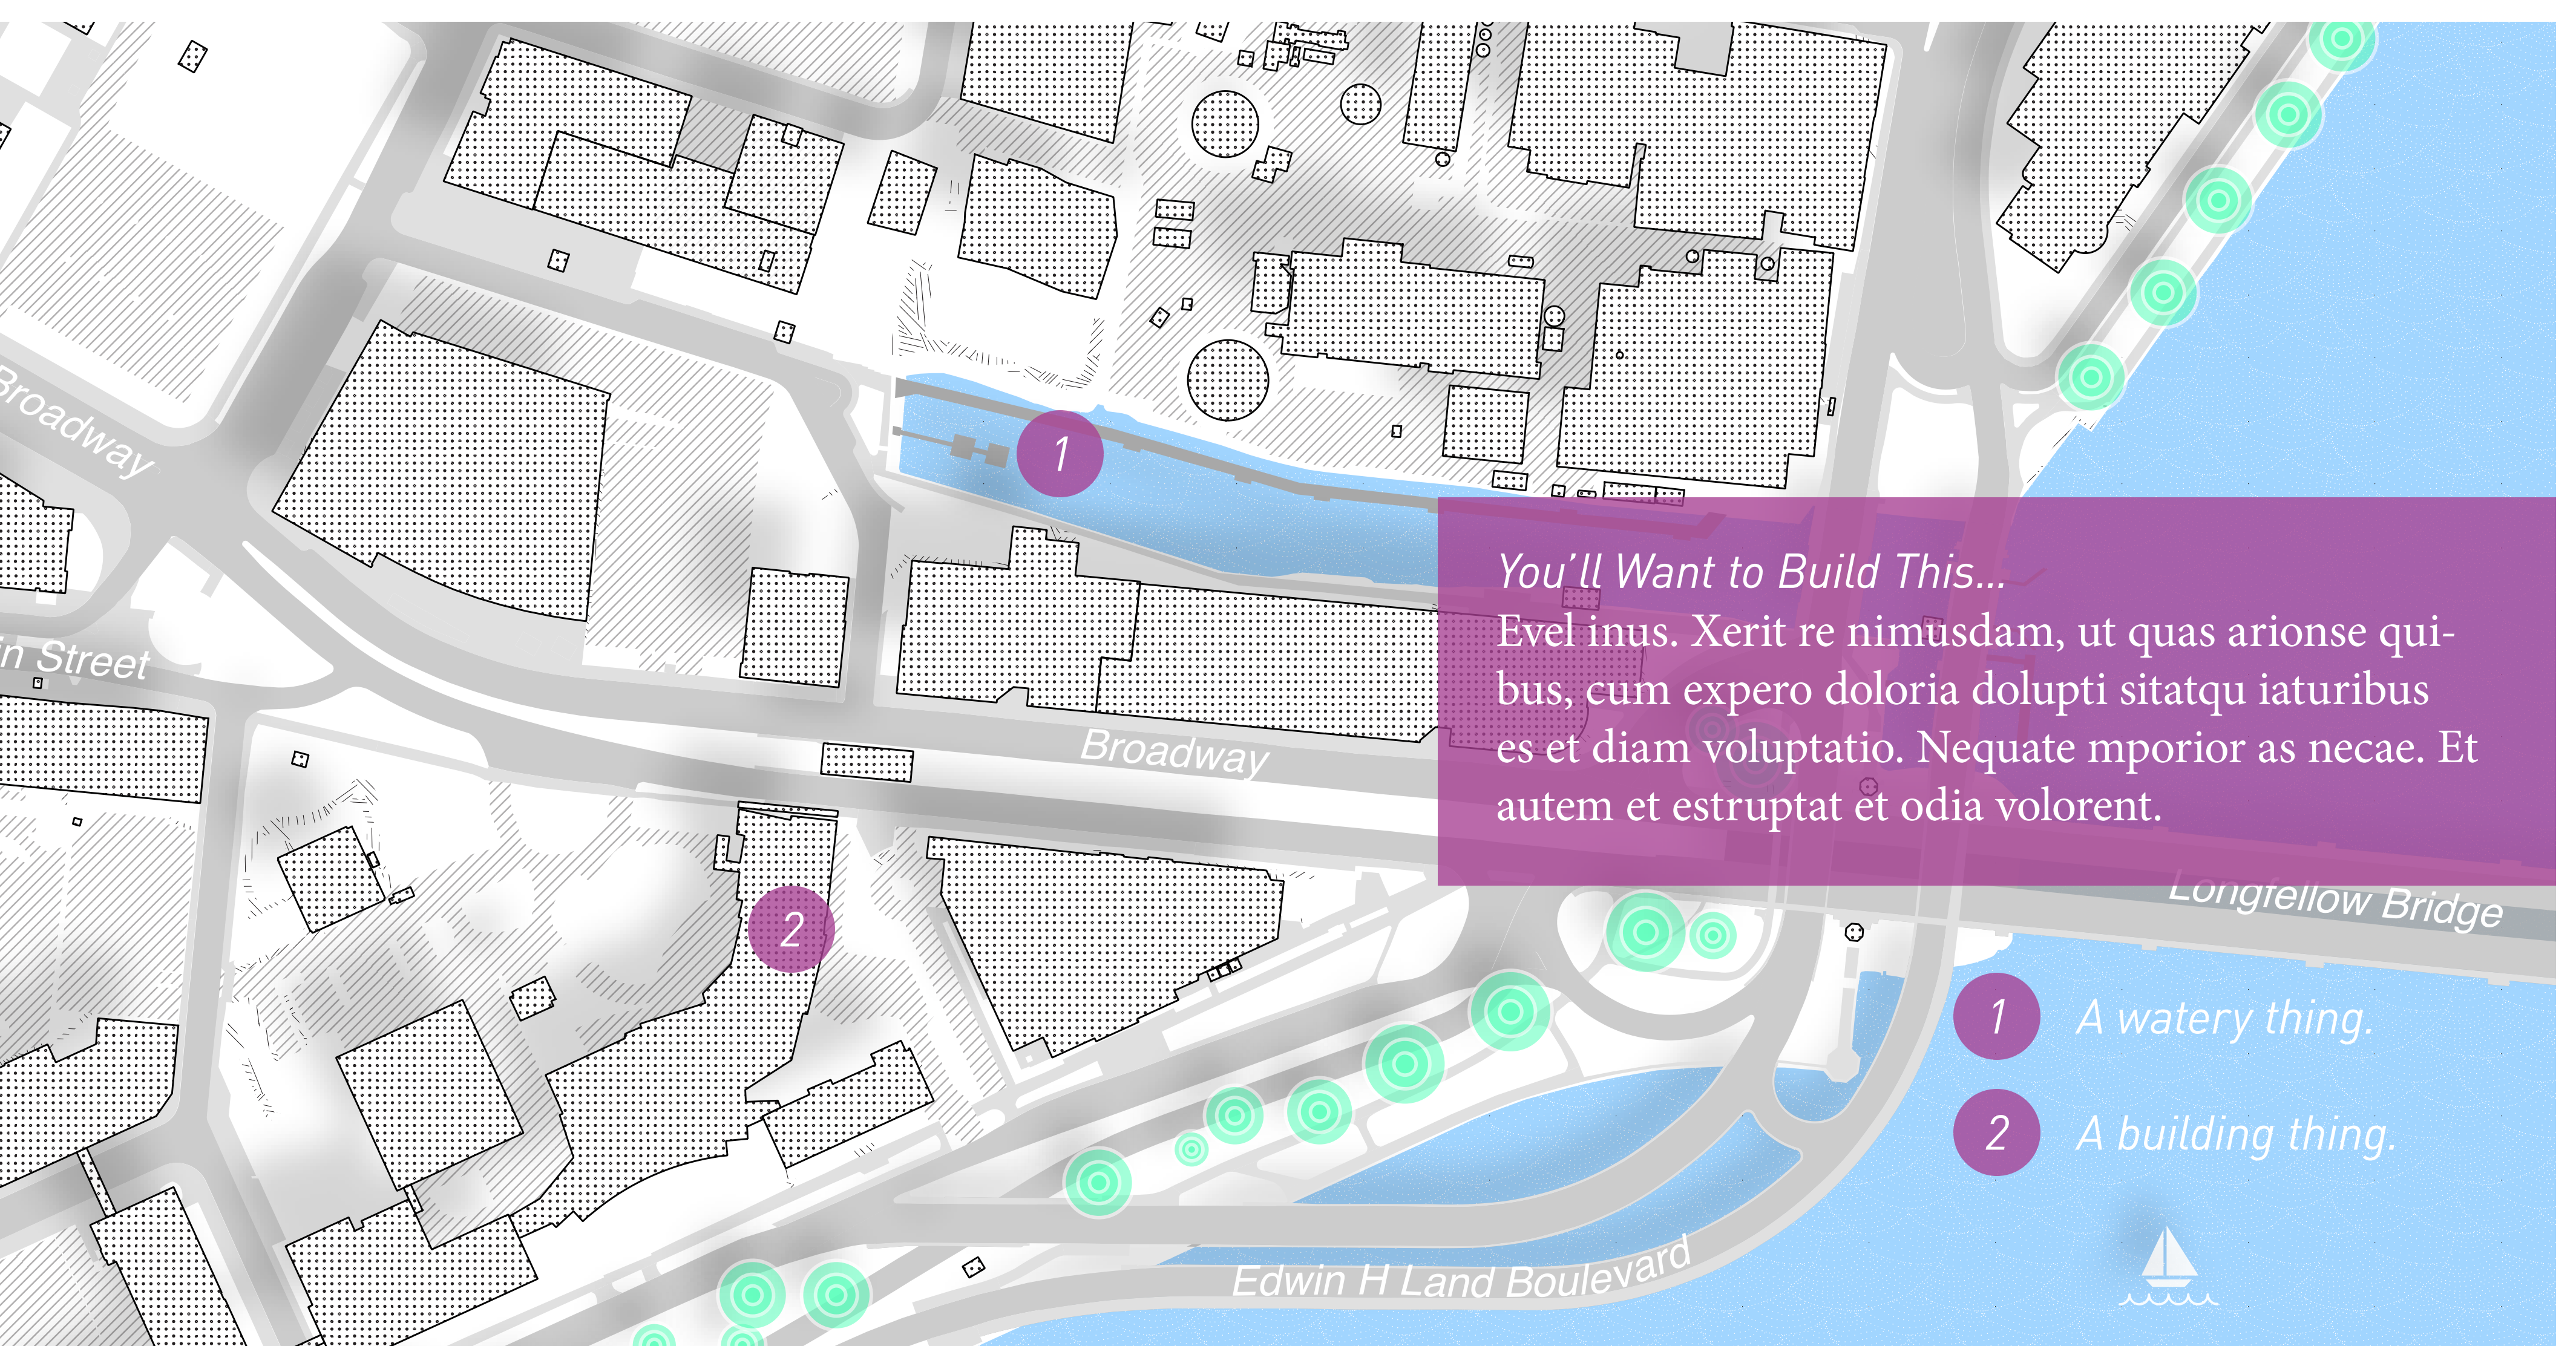 Broadway
in Street
1
You'll Want to Build This...
Evel inus. Xerit re nimusdam, ut quas arionse qui-
bus, cum expero doloria dolupti sitatqu iaturibus
es et diam voluptatio. Nequate mporior as necae. Et
autem et estruptat et odia volorent.
Broadway
2
Longfellow Bridge
1 A watery thing.
2 A building thing.
Edwin H Land Boulevard